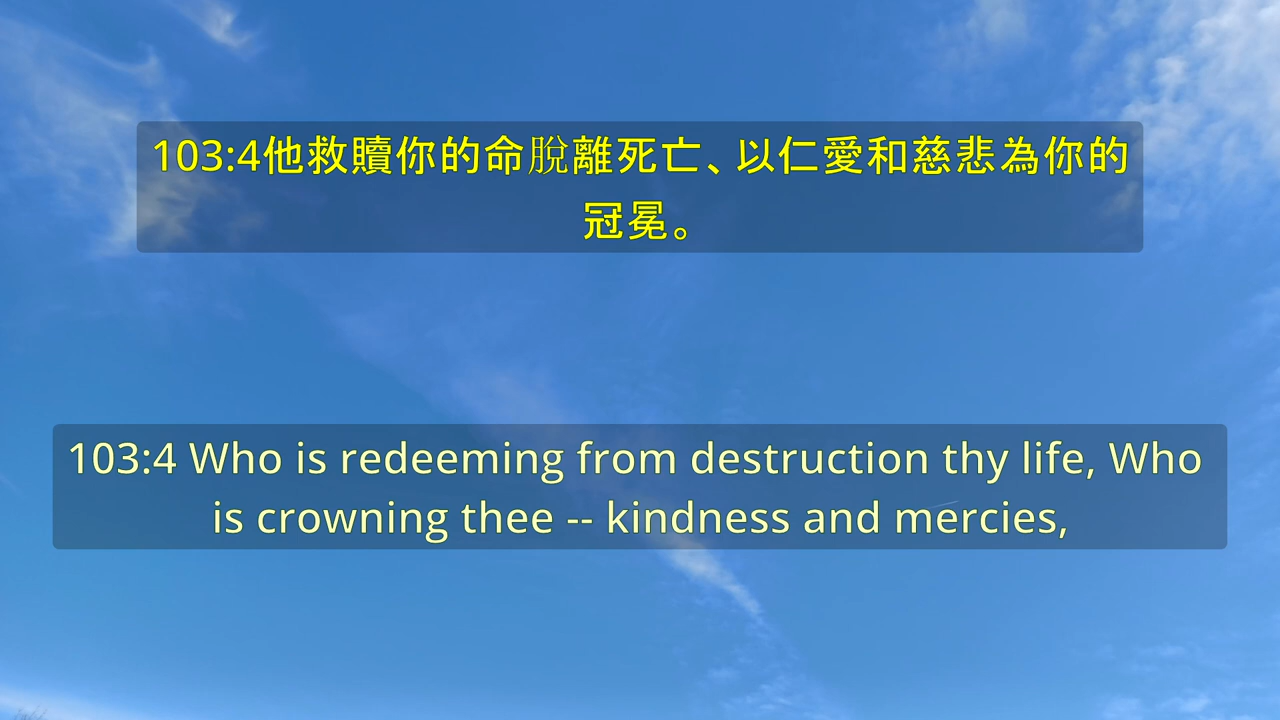 103:4他救贖你的命脫離死亡、以仁愛和慈悲為你的
冠冕。
103:4 Who is redeeming from destruction thy life, Who
is crowning thee -- kindness and mercies,